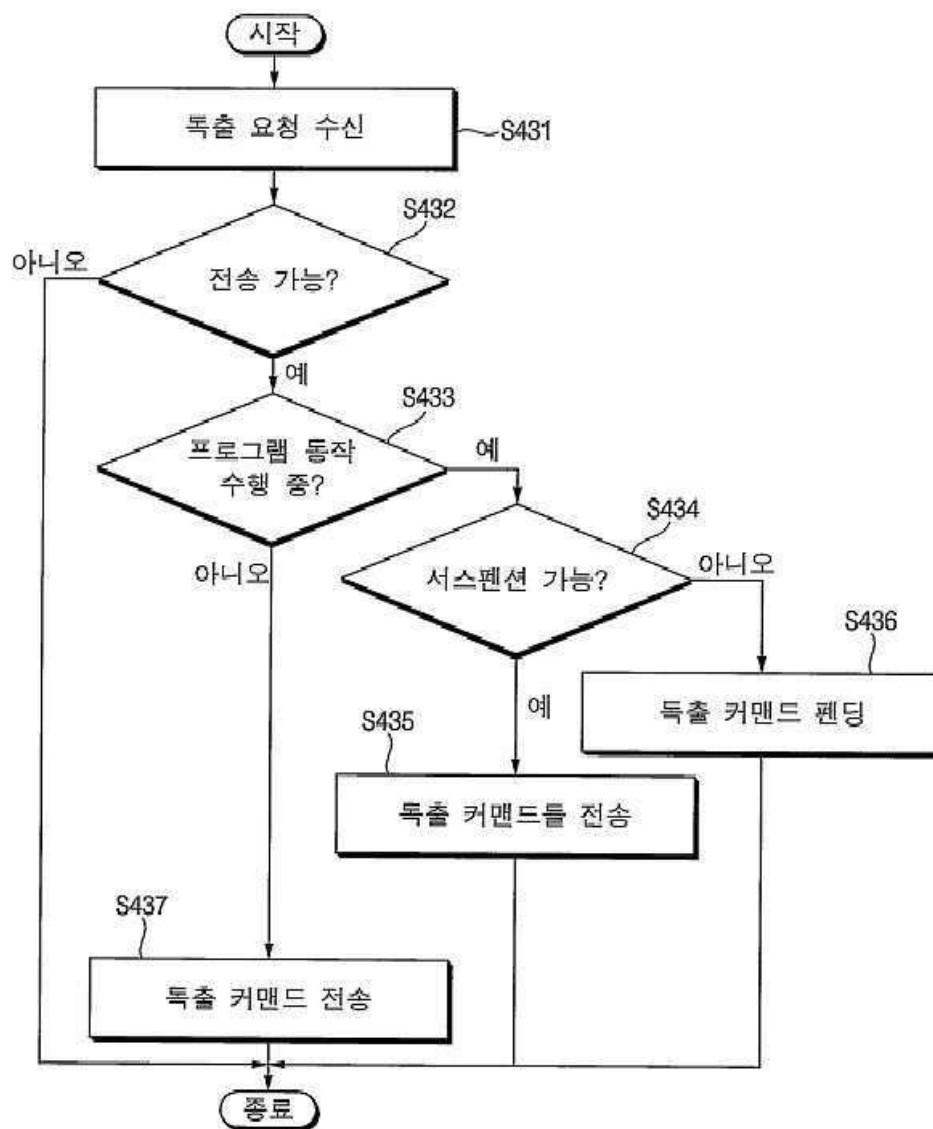 시작
독출 요청 수신
S431
S432
아니오
전송 가능?
예
S433
프로그램 동작
수행 중?
예
S434
아니오
서스펜션 가능?
아니오
S436
예
독출 커맨드 펜딩
S435
독출 커맨드들 전송
S437
독출 커맨드 전송
종료